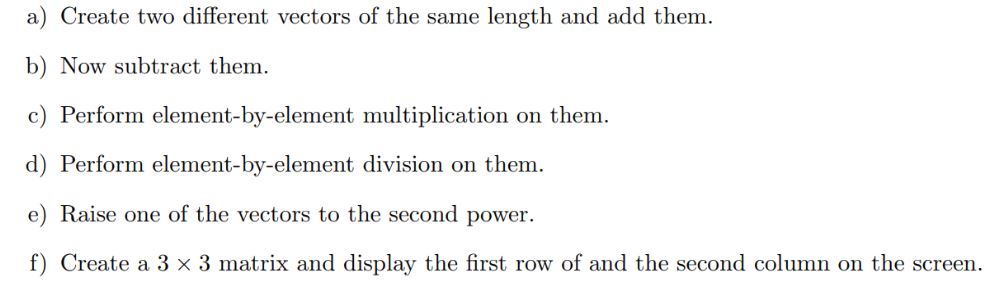 a) Create two different vectors of the same length and add them.
b) Now subtract them.
c) Perform element-by-element multiplication on them.
d) Perform element-by-element division on them.
e) Raise one of the vectors to the second power.
f) Create a 3 × 3 matrix and display the first row of and the second column on the screen.